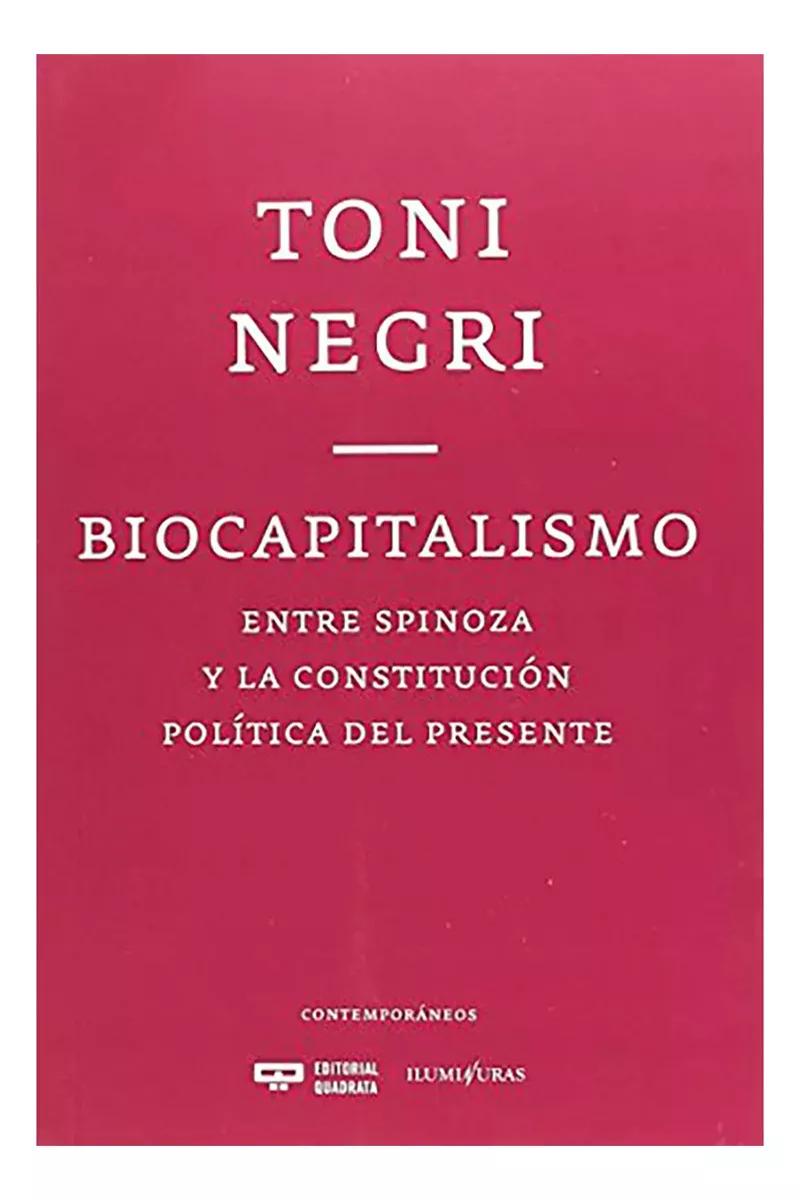 TONI
NEGRI
BIOCAPITALISMO
ENTRE SPINOZA
Y LA CONSTITUCIÓN
POLÍTICA DEL PRESENTE
CONTEMPORÁNEOS
EDITORIAL
QUADRATA
ILUMINURAS